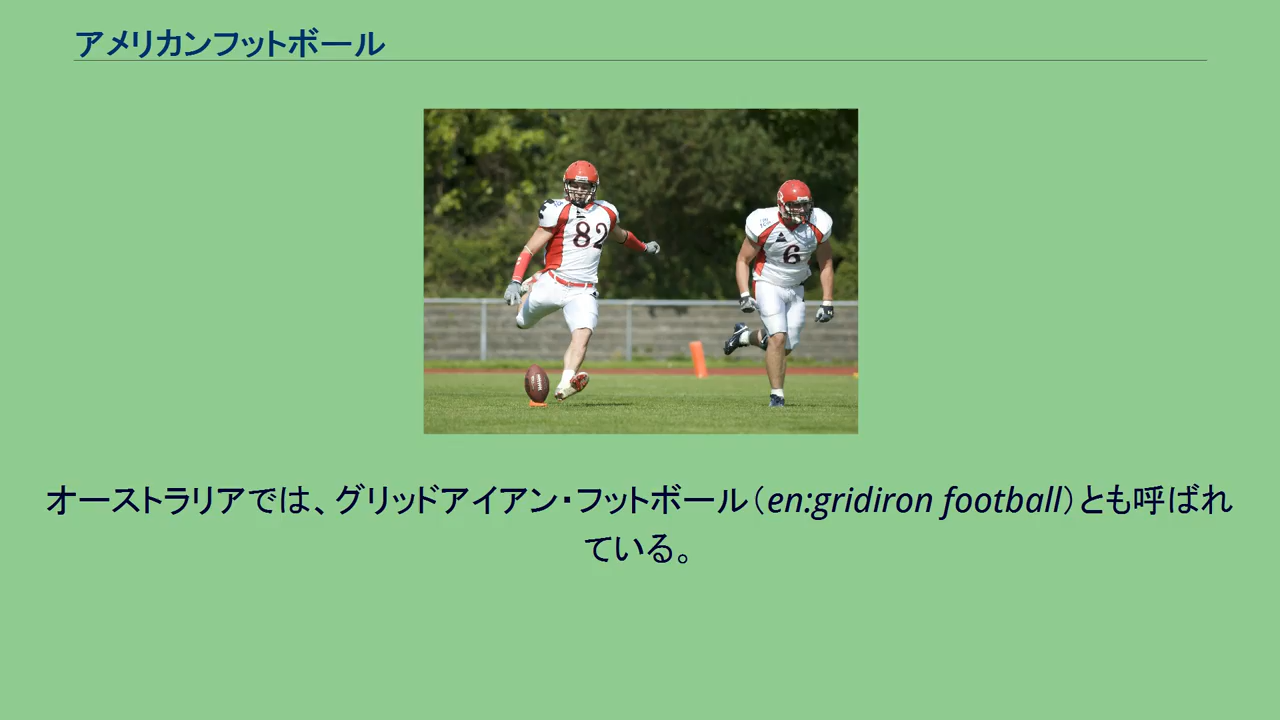 アメリカンフットボール
82
6
オーストラリアでは、グリッドアイアン・フットボール(en:gridiron football)とも呼ばれ
ている。